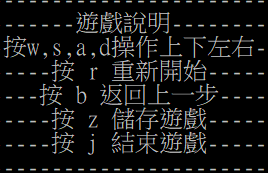 ------遊戲說明------
按w,s,a,d操作上下左右-
----按 r 重新開始-----
---按 b 返回上一步----
----按 z 儲存遊戲-----
----按 j 結束遊戲-----
----------------------